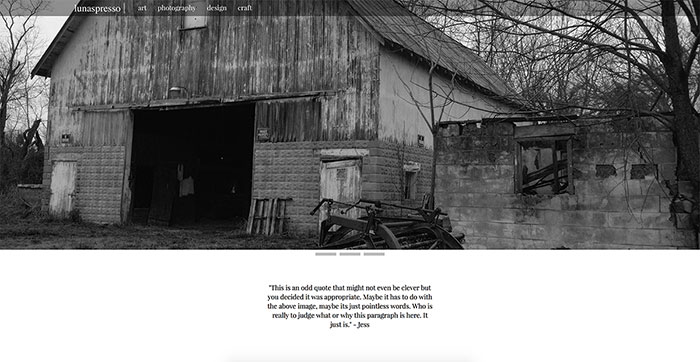 lunaspresso art photography design craft
"This is an odd quote that might not even be clever but
you decided it was appropriate. Maybe it has to do with
the above image, maybe its just pointless words. Who is
really to judge what or why this paragraph is here. It
just is." - Jess